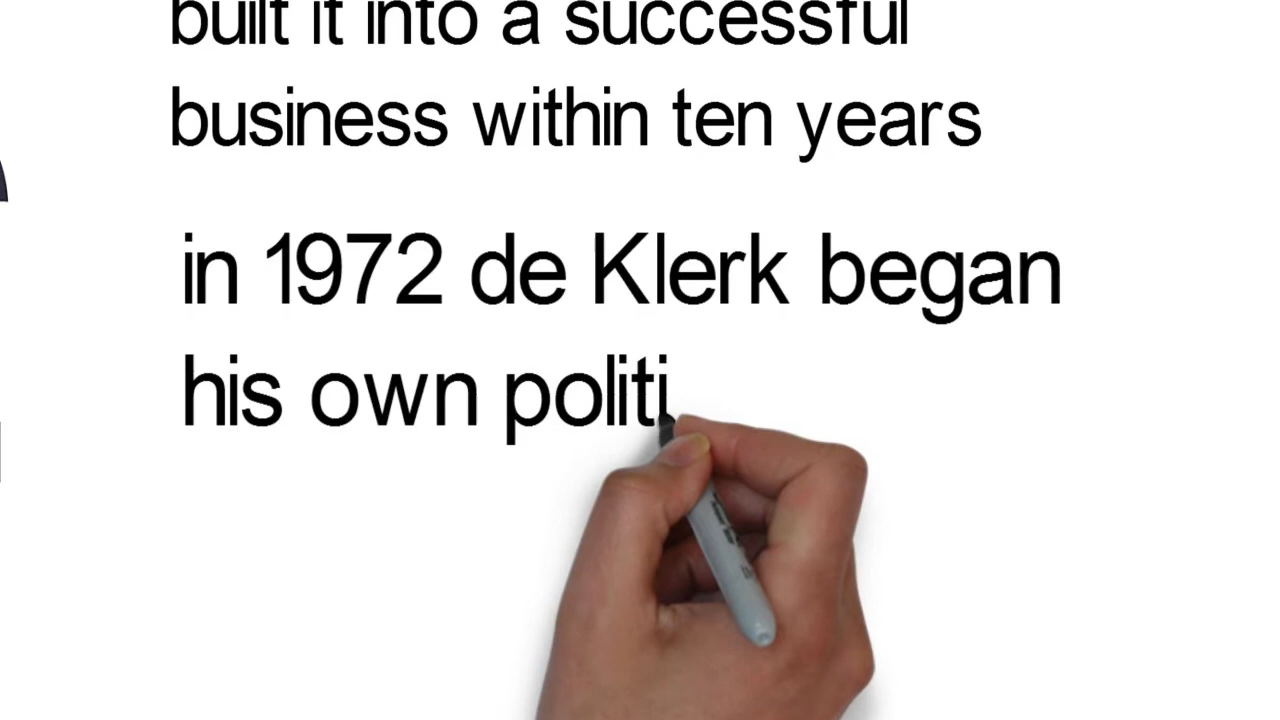 built it into a successful
business within ten years
in 1972 de Klerk began
his own politi